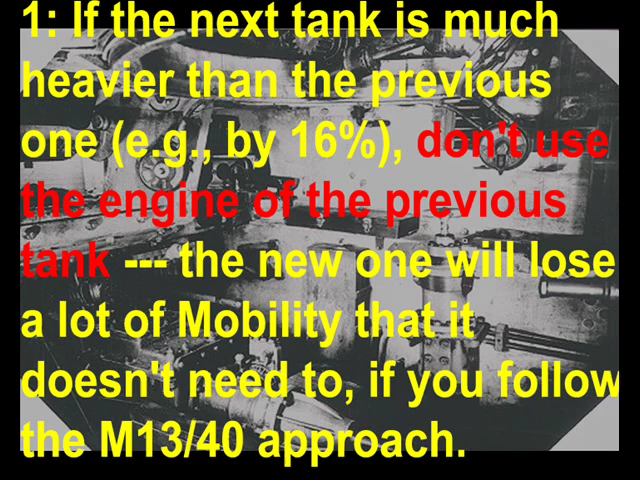 1: If the next tank is much
heavier than the previous
one (e.g., by 16%), don't use
the engine of the previous
tank --- the new one will lose
a lot of Mobility that it
doesn't need to, if you follow
the M13/40 approach.